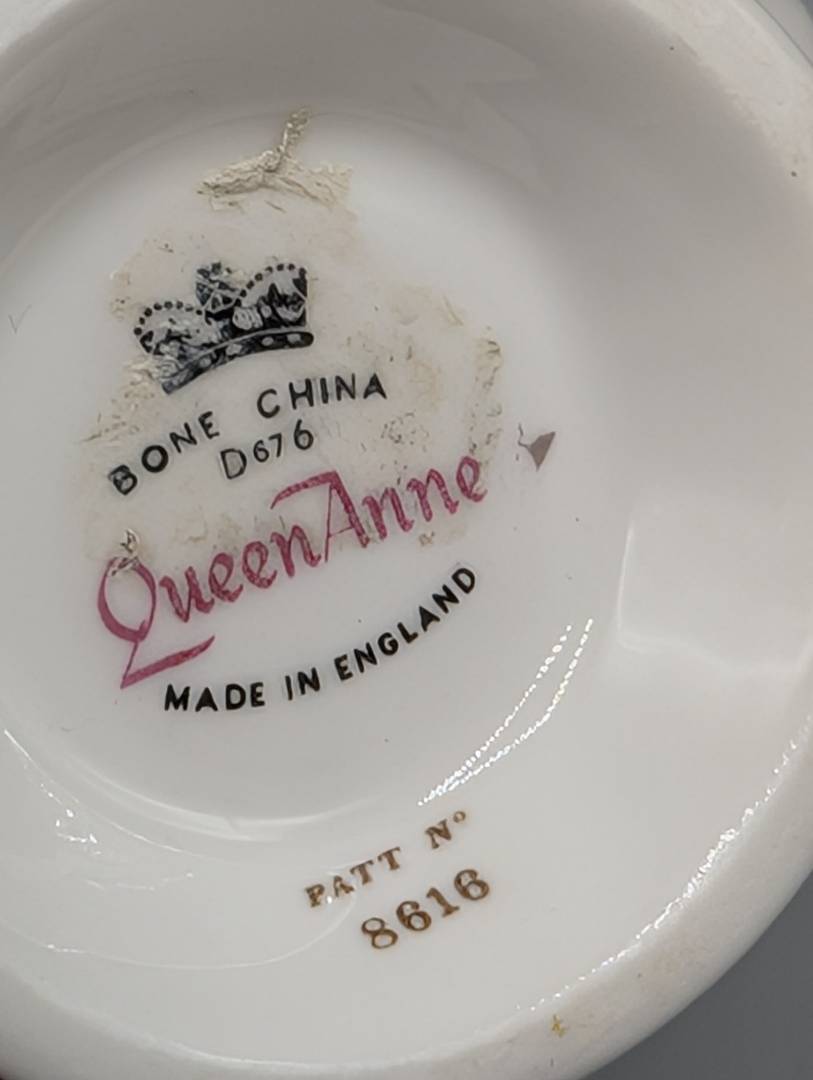 BONE CHINA
D676
Queen Anne
MADE IN ENGLAND
PATT Nº
8616